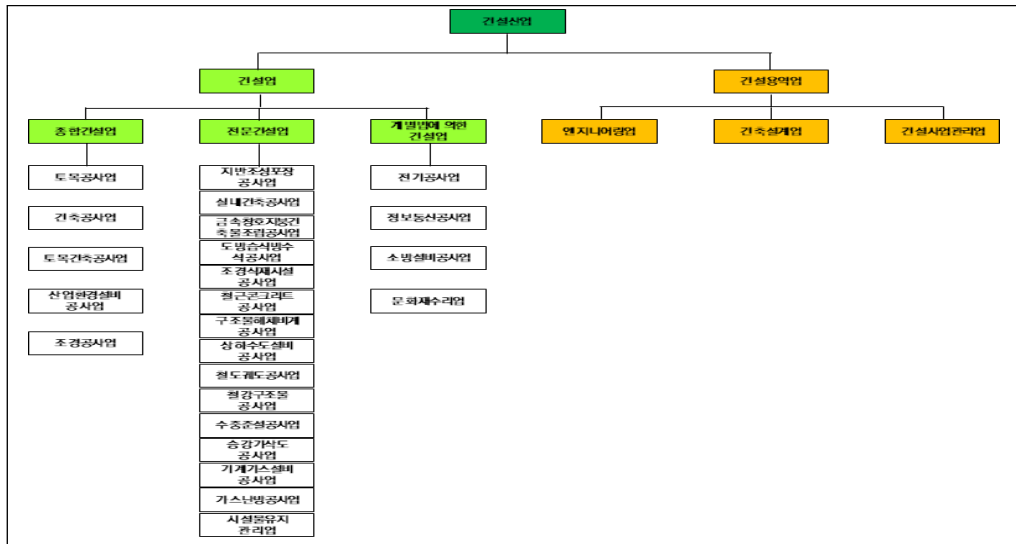 건설산업
건설업
건설용역업
종합건설업
전문건설업
개별법에 의한
건설업
엔지니어링업
건축설계업
건설사업관리업
토목공사업
건축공사업
토목건축공사업
산업환경설비
공사업
조경공사업
지반조성포장
공사업
실내건축공사업
금속창호지붕건
축물조립공사업
도장습식방수
석공사업
조경식재시설
공사업
철근콘크리트
공사업
구조물해체비계
공사업
상하수도설비
공사업
철도궤도공사업
철강구조물
공사업
수중준설공사업
승강기삭도
공사업
기계가스설비
공사업
가스난방공사업
시설물유지
관리업
전기공사업
정보통신공사업
소방설비공사업
문화재수리업